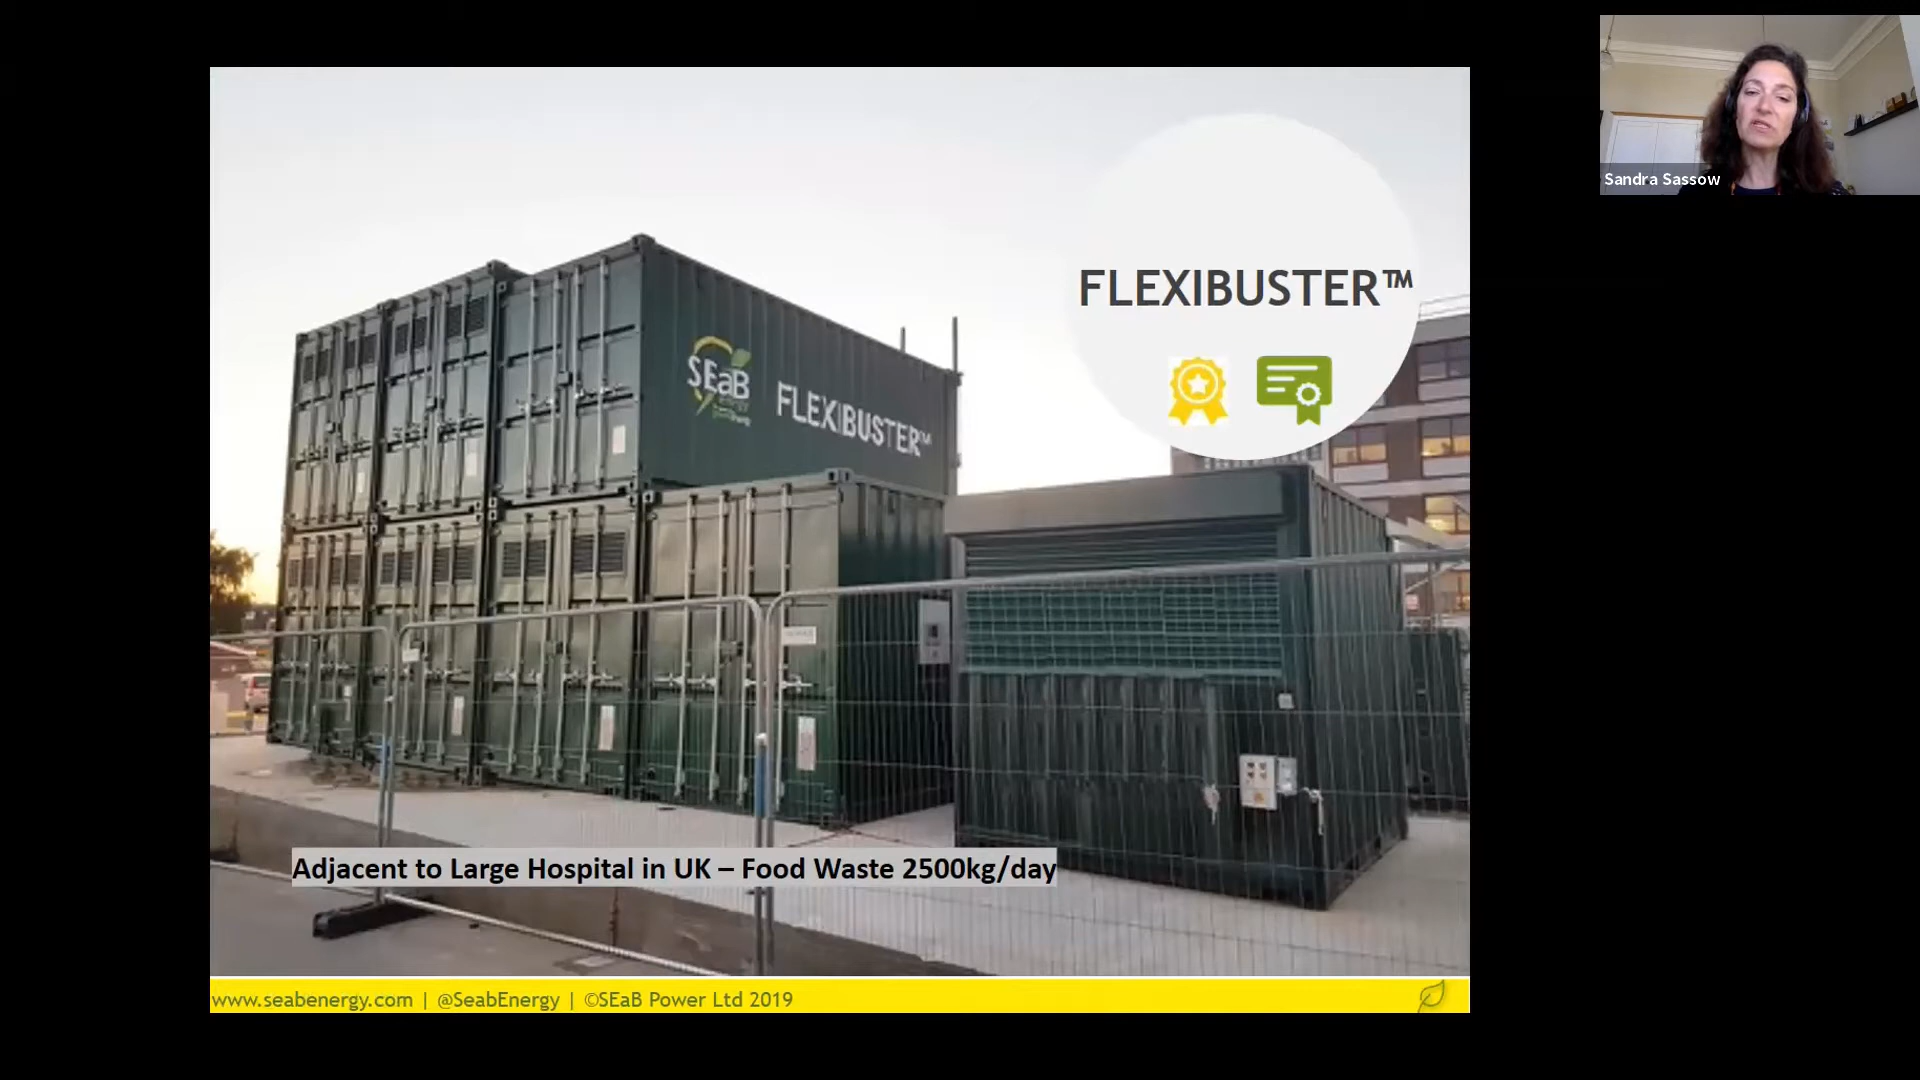 FLEXIBUSTER™
SEaB
FLEXIBUSTER™
Adjacent to Large Hospital in UK – Food Waste 2500kg/day
www.seabenergy.com | @SeabEnergy | ©SEaB Power Ltd 2019
Sandra Sassow